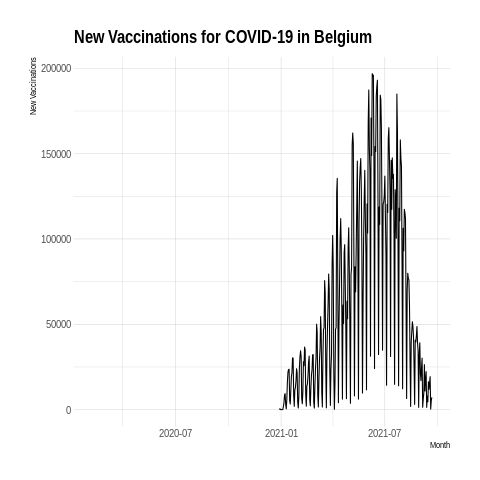 New Vaccinations for COVID-19 in Belgium
New Vaccinations
200000
150000
100000
50000
0
2020-07 2021-01 2021-07
Month